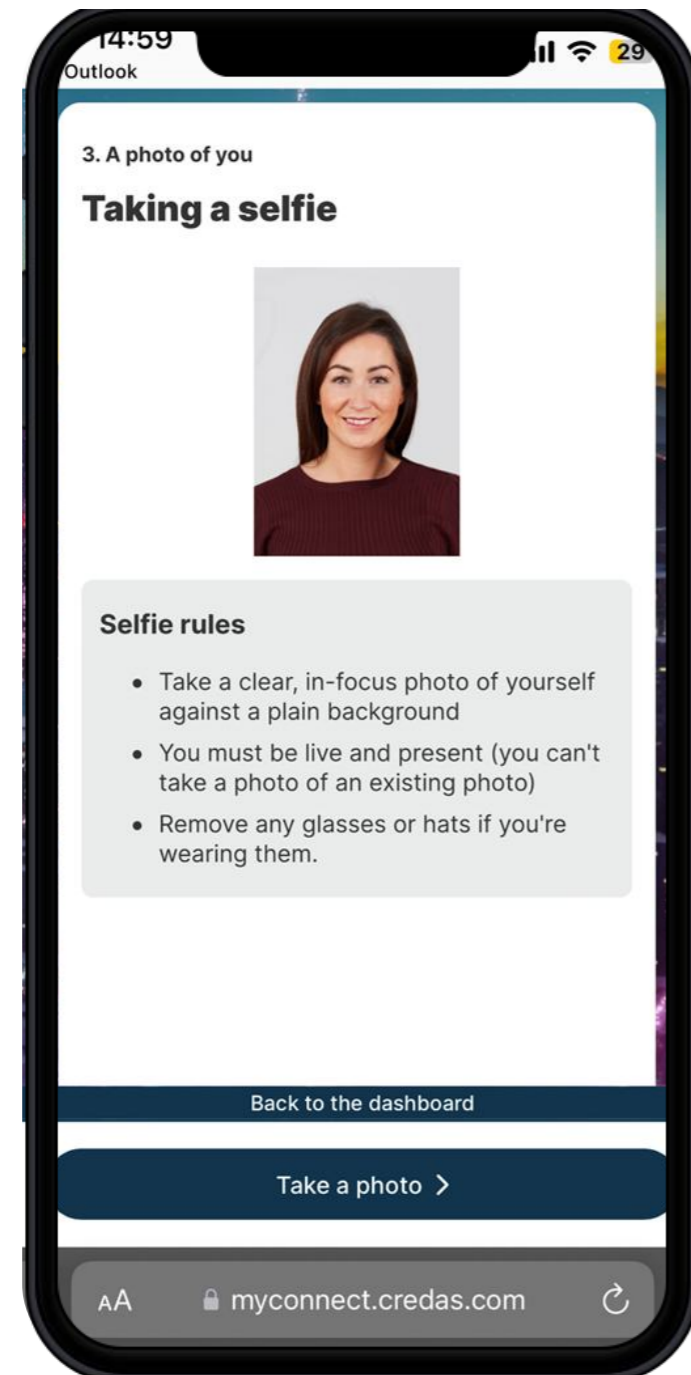 14:59
Outlook
29
3. A photo of you
Taking a selfie
Selfie rules
• Take a clear, in-focus photo of yourself
against a plain background
• You must be live and present (you can't
take a photo of an existing photo)
• Remove any glasses or hats if you're
wearing them.
Back to the dashboard
Take a photo >
AA myconnect.credas.com